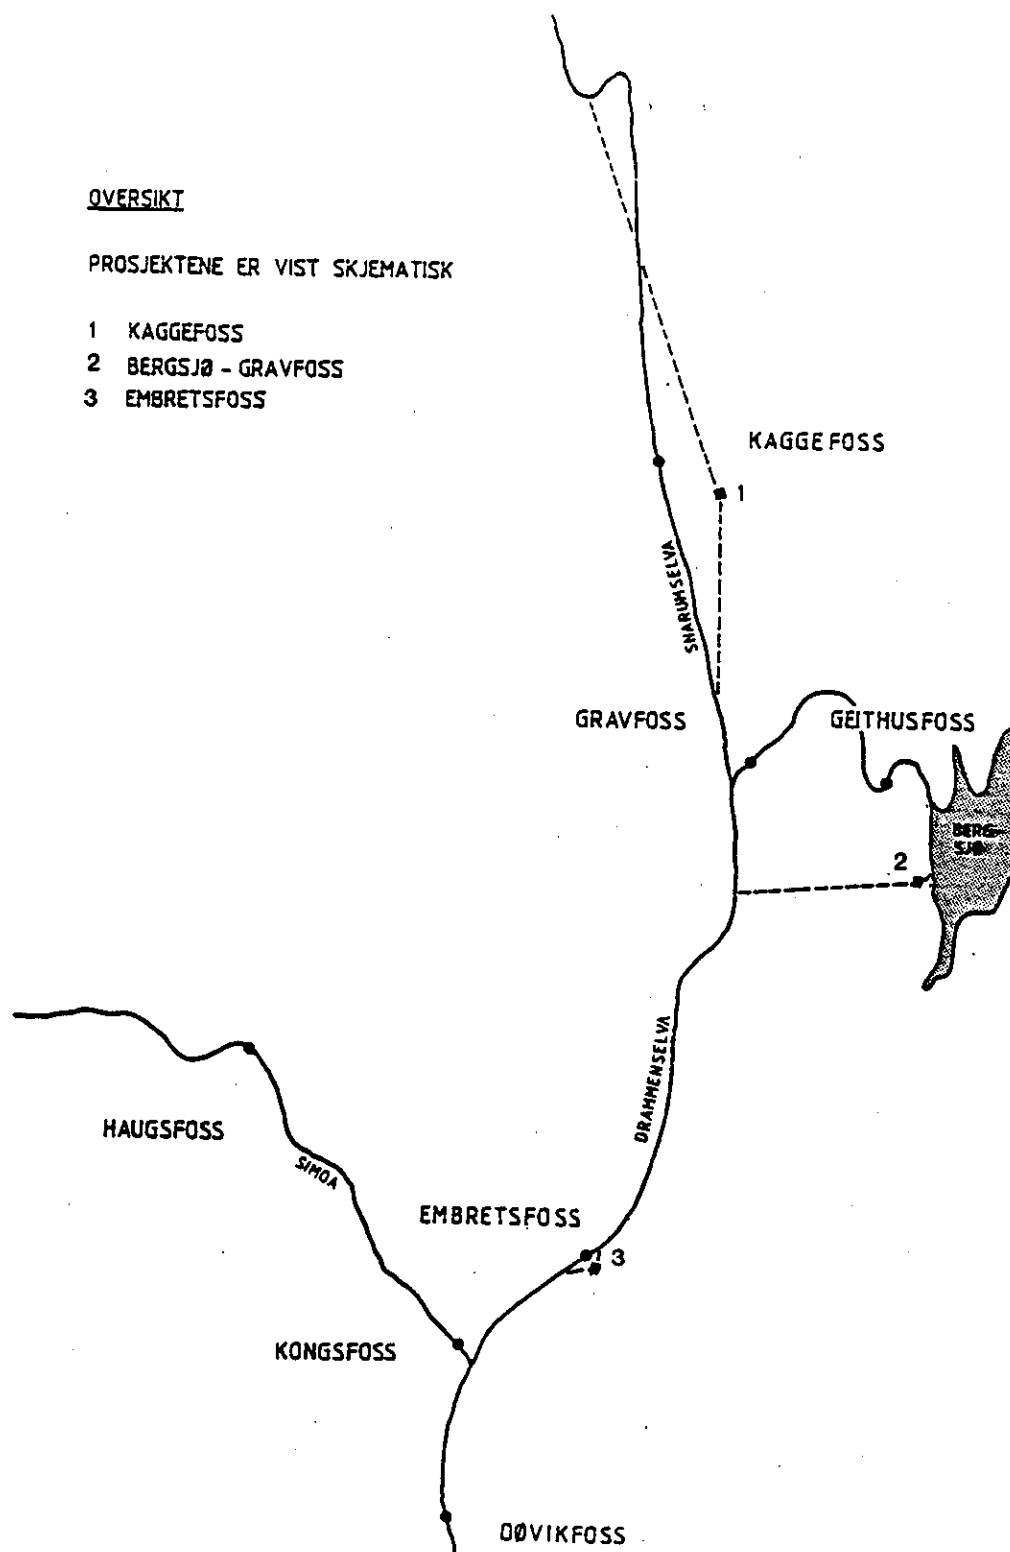 OVERSIKT
PROSJEKTENE ER VIST SKJEMATISK
1 KAGGEFOSS
2 BERGSJØ - GRAVFOSS
3 EMBRETSFOSS
KAGGEFOSS
1
SNARUMSELVA
GRAVFOSS
GEITHUSFOSS
BERG-
SJØ
2
DRAMMENSELVA
HAUGSFOSS
SIMOA
EMBRETSFOSS
3
KONGSFOSS
DØVIKFOSS